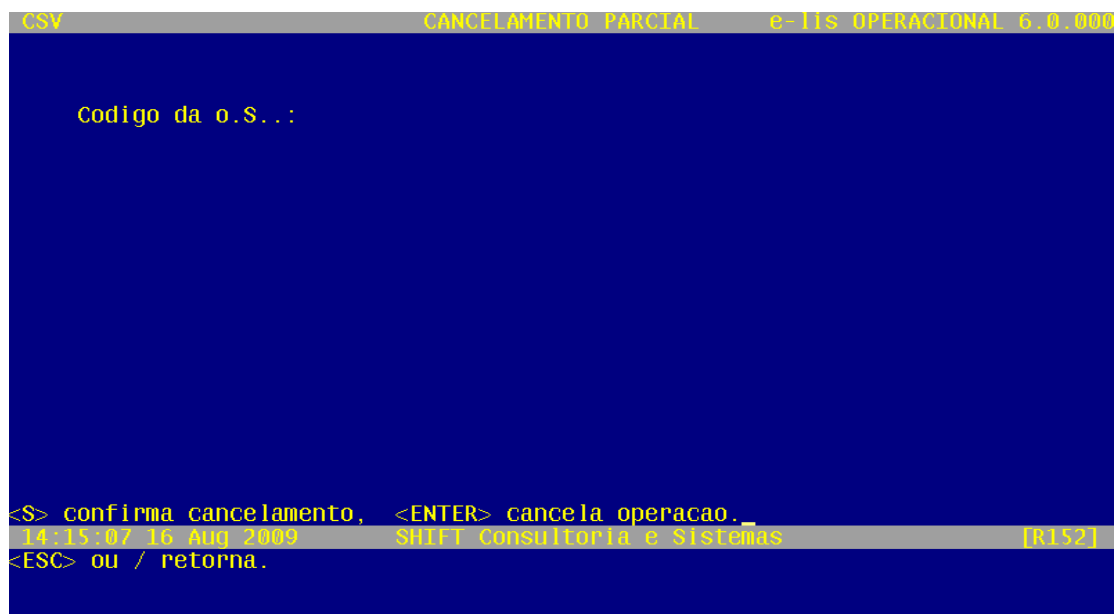 CSV CANCELAMENTO PARCIAL e-lis OPERACIONAL 6.0.000
Codigo da o.S..:
<S> confirma cancelamento, <ENTER> cancela operacao._
14:15:07 16 Aug 2009 SHIFT Consultoria e Sistemas [R152]
<ESC> ou / retorna.